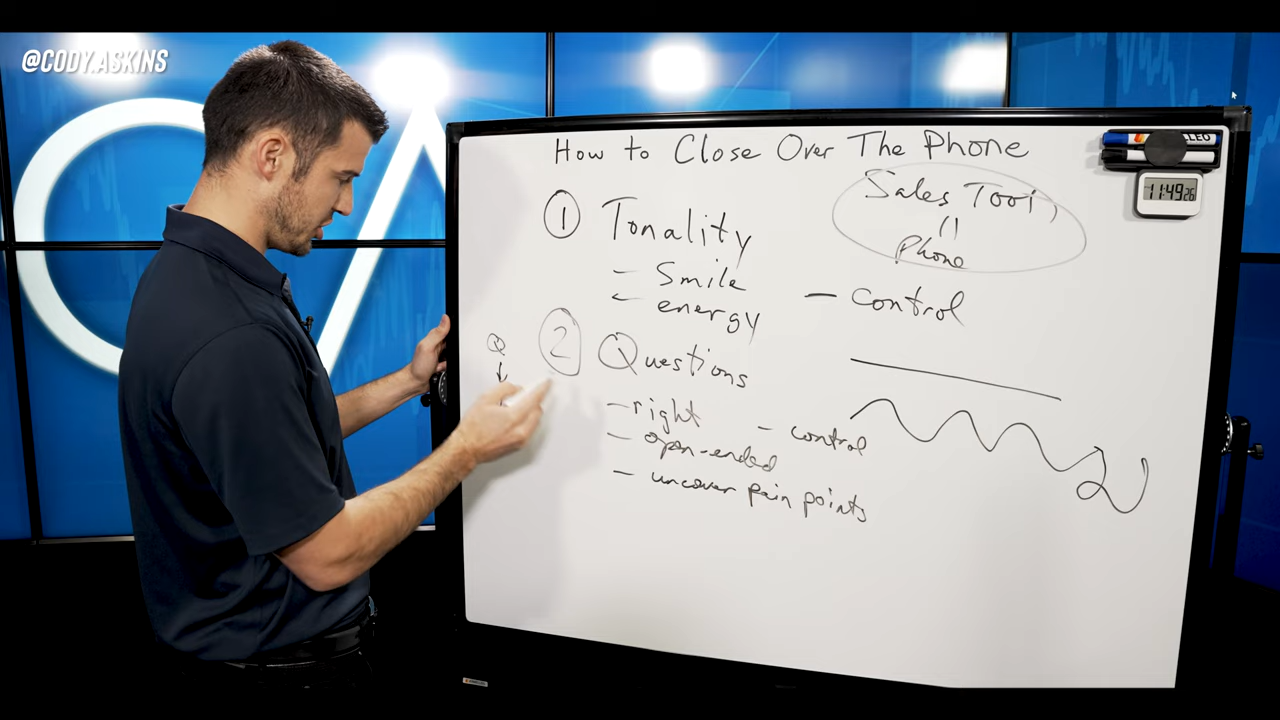 @CODY.ASKINS
How to Close Over The Phone
Sales Tool
"
Phone
11:49 26
① Tonality
- Smile
- energy
- control
Q
② Questions
- right
- control
- open-ended
- uncover pain points